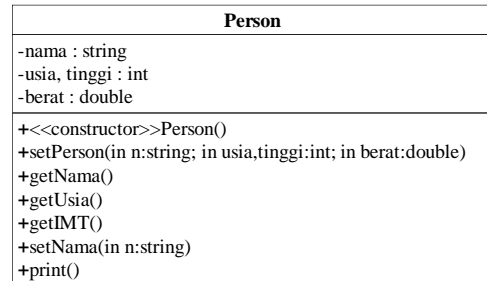 Person
-nama : string
-usia, tinggi : int
-berat : double
+<<constructor>>Person()
+setPerson(in n:string; in usia,tinggi:int; in berat:double)
+getNama()
+getUsia()
+getIMT()
+setNama(in n:string)
+print()